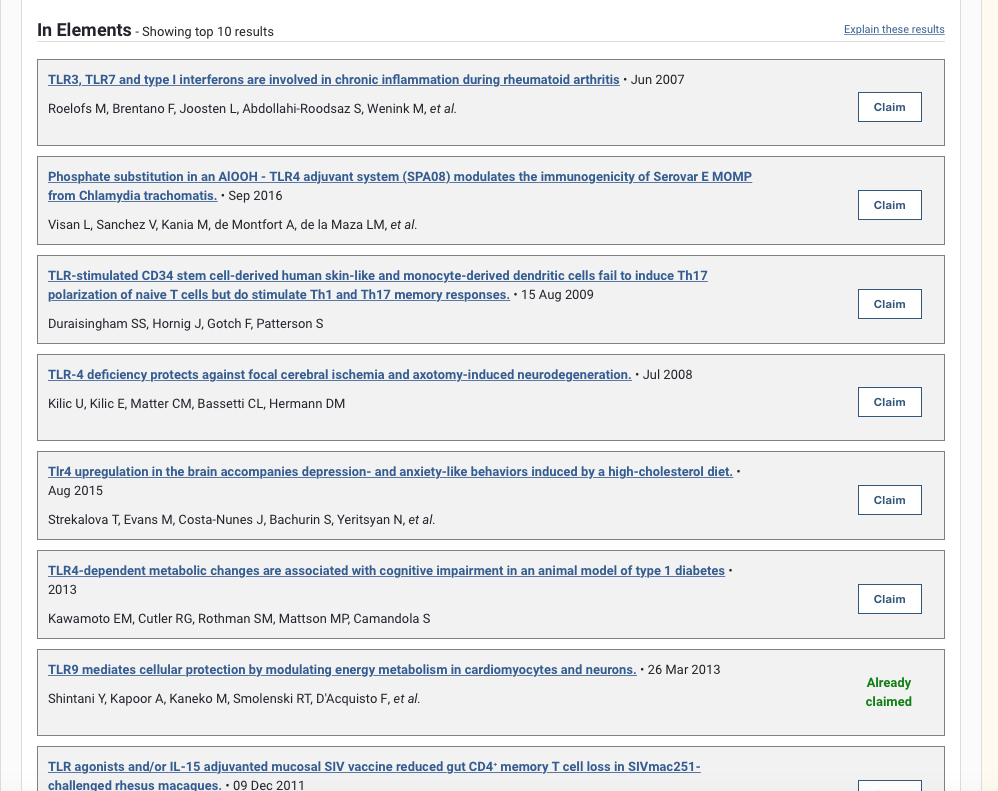 In Elements - Showing top 10 results
Explain these results
TLR3, TLR7 and type I interferons are involved in chronic inflammation during rheumatoid arthritis • Jun 2007
Roelofs M, Brentano F, Joosten L, Abdollahi-Roodsaz S, Wenink M, et al.
Claim
Phosphate substitution in an AlOOH - TLR4 adjuvant system (SPA08) modulates the immunogenicity of Serovar E MOMP
from Chlamydia trachomatis. • Sep 2016
Visan L, Sanchez V, Kania M, de Montfort A, de la Maza LM, et al.
Claim
TLR-stimulated CD34 stem cell-derived human skin-like and monocyte-derived dendritic cells fail to induce Th17
polarization of naive T cells but do stimulate Th1 and Th17 memory responses. • 15 Aug 2009
Duraisingham SS, Hornig J, Gotch F, Patterson S
Claim
TLR-4 deficiency protects against focal cerebral ischemia and axotomy-induced neurodegeneration. • Jul 2008
Kilic U, Kilic E, Matter CM, Bassetti CL, Hermann DM
Claim
Tlr4 upregulation in the brain accompanies depression- and anxiety-like behaviors induced by a high-cholesterol diet. •
Aug 2015
Strekalova T, Evans M, Costa-Nunes J, Bachurin S, Yeritsyan N, et al.
Claim
TLR4-dependent metabolic changes are associated with cognitive impairment in an animal model of type 1 diabetes •
2013
Kawamoto EM, Cutler RG, Rothman SM, Mattson MP, Camandola S
Claim
TLR9 mediates cellular protection by modulating energy metabolism in cardiomyocytes and neurons. • 26 Mar 2013
Shintani Y, Kapoor A, Kaneko M, Smolenski RT, D'Acquisto F, et al.
Already
claimed
TLR agonists and/or IL-15 adjuvanted mucosal SIV vaccine reduced gut CD4⁺ memory T cell loss in SIVmac251-
challenged rhesus macaques. • 09 Dec 2011